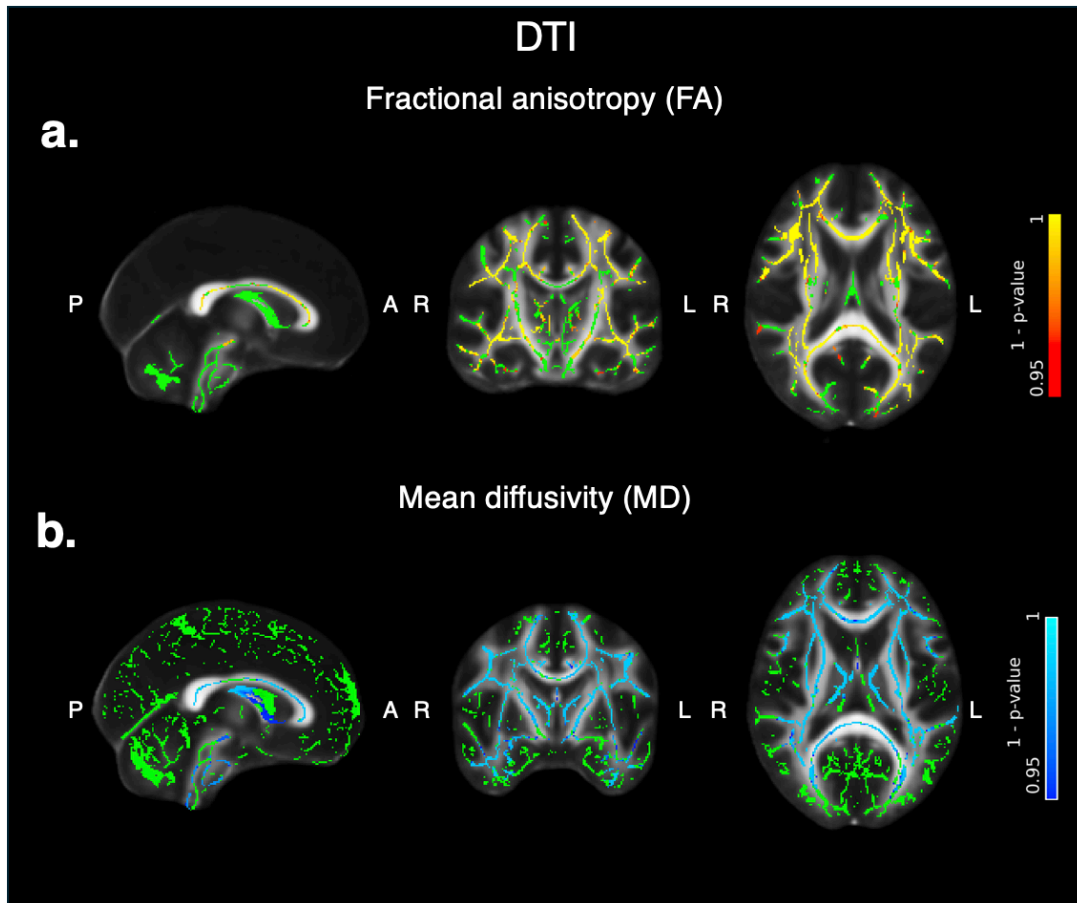 DTI
Fractional anisotropy (FA)
a.
P
A R
L R
L
1
1 - p-value
0.95
Mean diffusivity (MD)
b.
P
A R
L R
L
1
1 - p-value
0.95